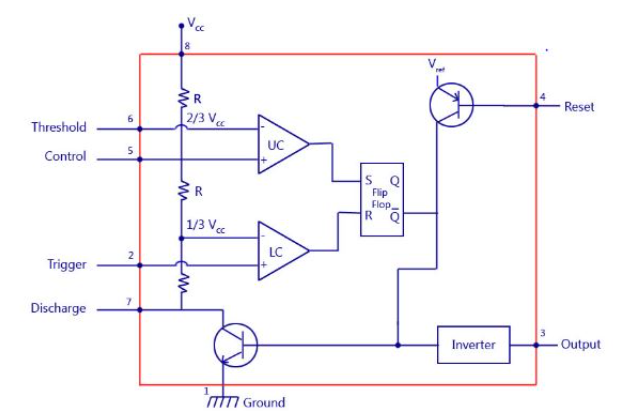 Vcc
8
R
Vref
4
Reset
Threshold
6
2/3 Vcc
-
UC
+
Control
5
S
Q
Flip
Flop
R
Q̅
R
1/3 Vcc
-
LC
+
Trigger
2
Discharge
7
Inverter
3
Output
1
Ground